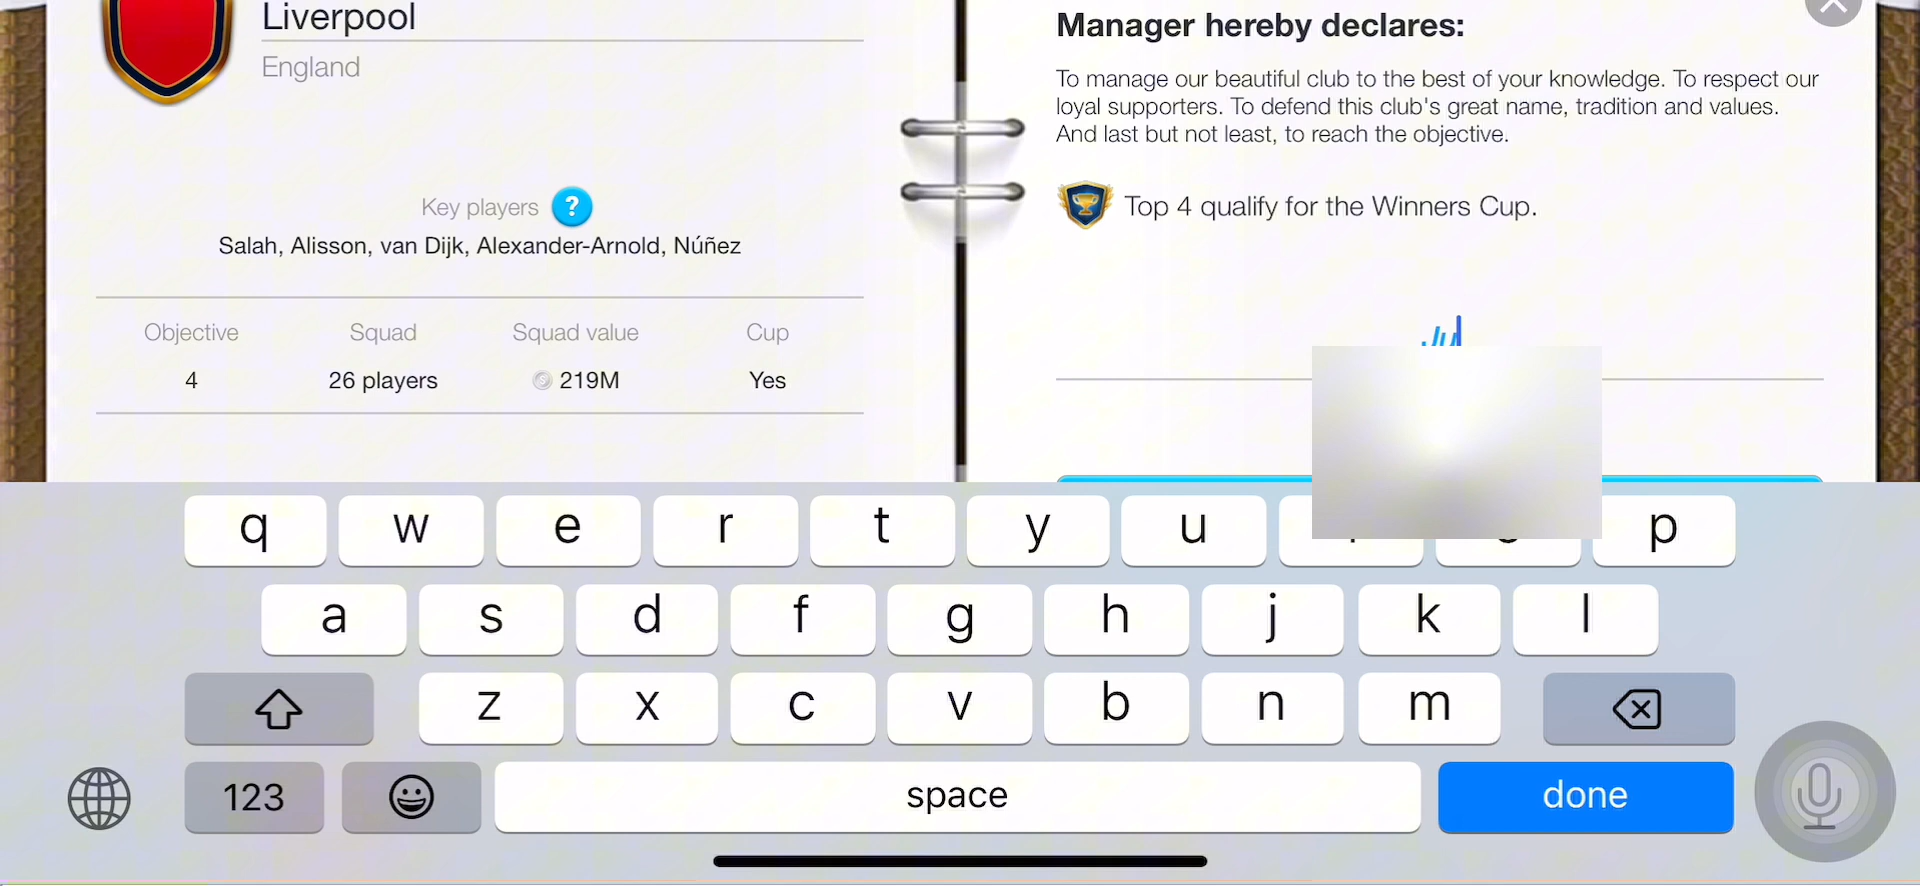 Liverpool
England
Key players ?
Salah, Alisson, van Dijk, Alexander-Arnold, Núñez
Objective Squad Squad value Cup
4 26 players 219M Yes
Manager hereby declares:
To manage our beautiful club to the best of your knowledge. To respect our
loyal supporters. To defend this club's great name, tradition and values.
And last but not least, to reach the objective.
Top 4 qualify for the Winners Cup.
q w e r t y u p
a s d f g h j k l
z x c v b n m
123 space done